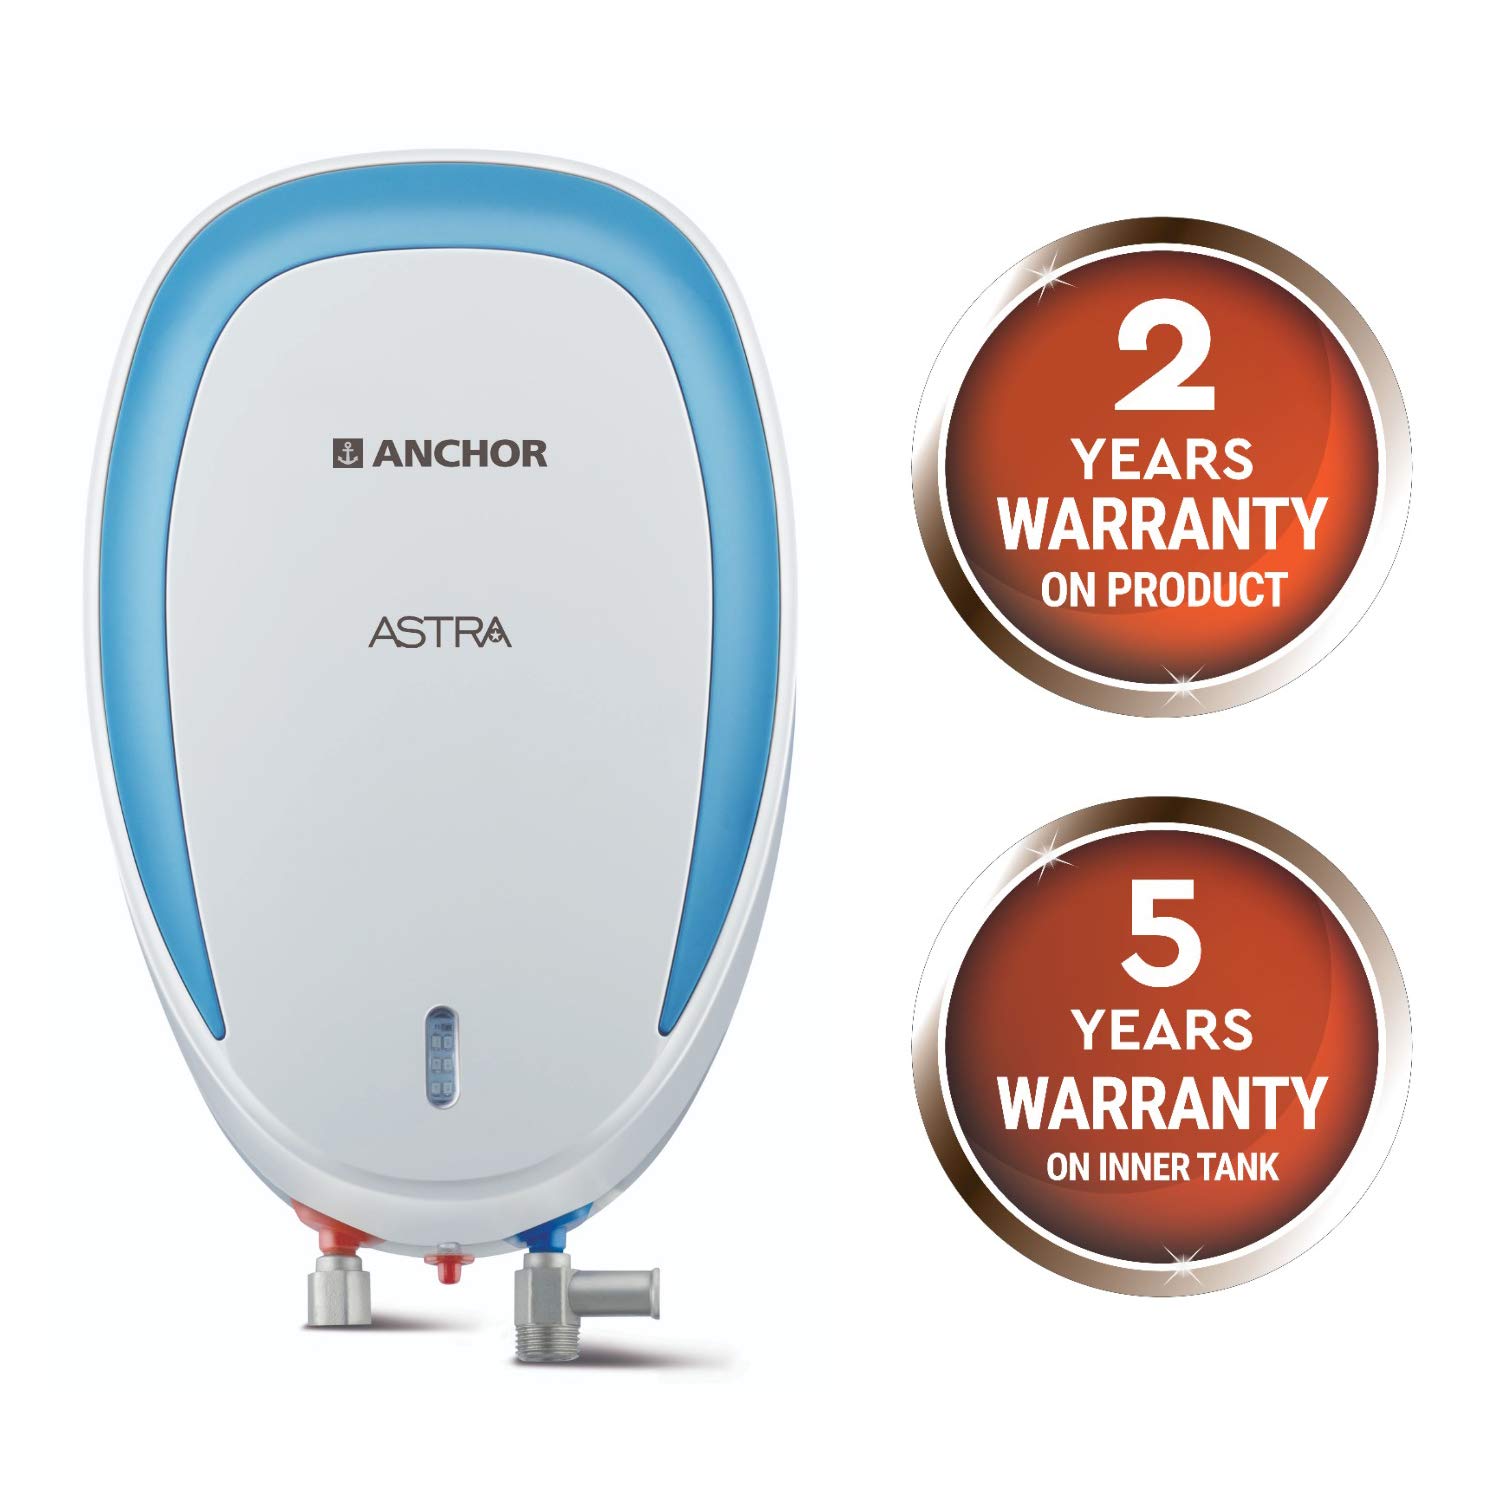 ANCHOR
ASTRA
2
YEARS
WARRANTY
ON PRODUCT
5
YEARS
WARRANTY
ON INNER TANK